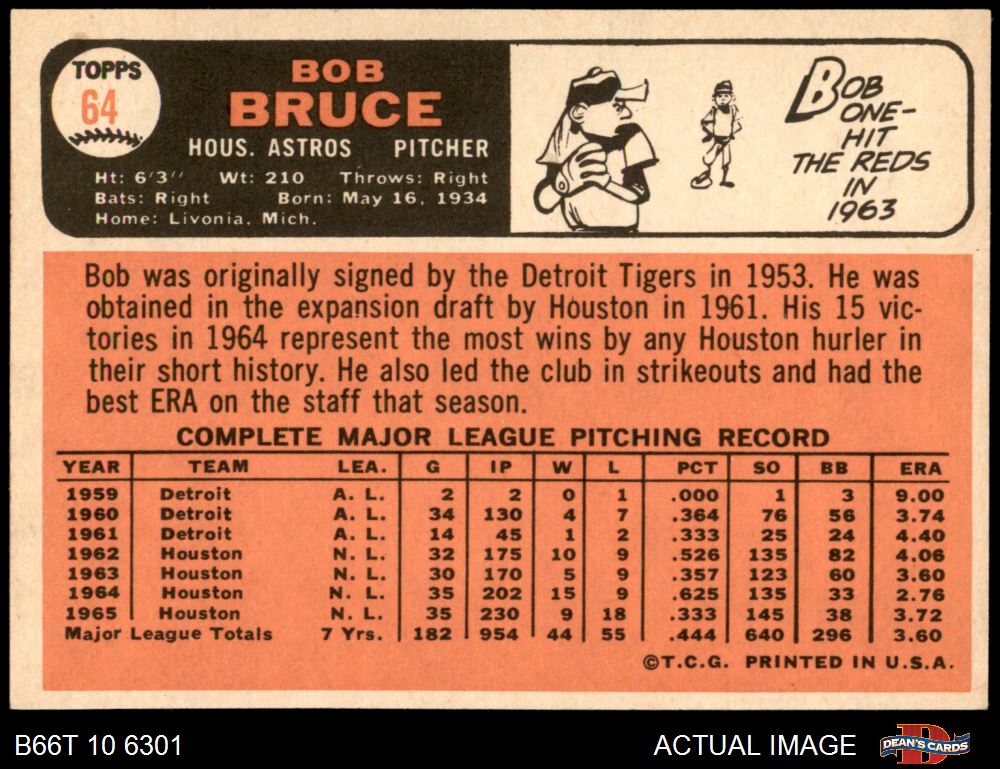 TOPPS
64
BOB
BRUCE
HOUS. ASTROS PITCHER
Ht: 6'3" Wt: 210 Throws: Right
Bats: Right Born: May 16, 1934
Home: Livonia, Mich.
BOB
ONE-
HIT
THE REDS
IN
1963
Bob was originally signed by the Detroit Tigers in 1953. He was
obtained in the expansion draft by Houston in 1961. His 15 vic-
tories in 1964 represent the most wins by any Houston hurler in
their short history. He also led the club in strikeouts and had the
best ERA on the staff that season.
COMPLETE MAJOR LEAGUE PITCHING RECORD
YEAR TEAM LEA. G IP W L PCT SO BB ERA
1959 Detroit A. L. 2 2 0 1 .000 1 3 9.00
1960 Detroit A. L. 34 130 4 7 .364 76 56 3.74
1961 Detroit A. L. 14 45 1 2 .333 25 24 4.40
1962 Houston N. L. 32 175 10 9 .526 135 82 4.06
1963 Houston N. L. 30 170 5 9 .357 123 60 3.60
1964 Houston N. L. 35 202 15 9 .625 135 33 2.76
1965 Houston N. L. 35 230 9 18 .333 145 38 3.72
Major League Totals 7 Yrs. 182 954 44 55 .444 640 296 3.60
©T.C.G. PRINTED IN U.S.A.
B66T 10 6301
ACTUAL IMAGE
DEAN'S CARDS